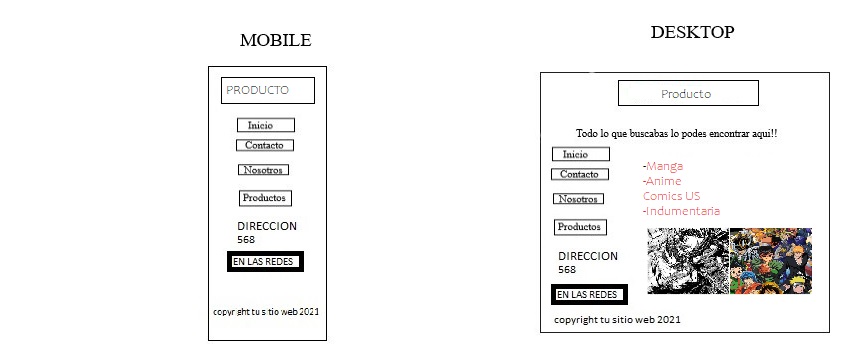 MOBILE
PRODUCTO
Inicio
Contacto
Nosotros
Productos
DIRECCION
568
EN LAS REDES
copyright tu sitio web 2021
DESKTOP
Producto
Todo lo que buscabas lo podes encontrar aqui!!
Inicio
Contacto
Nosotros
Productos
DIRECCION
568
EN LAS REDES
-Manga
-Anime
Comics US
-Indumentaria
copyright tu sitio web 2021